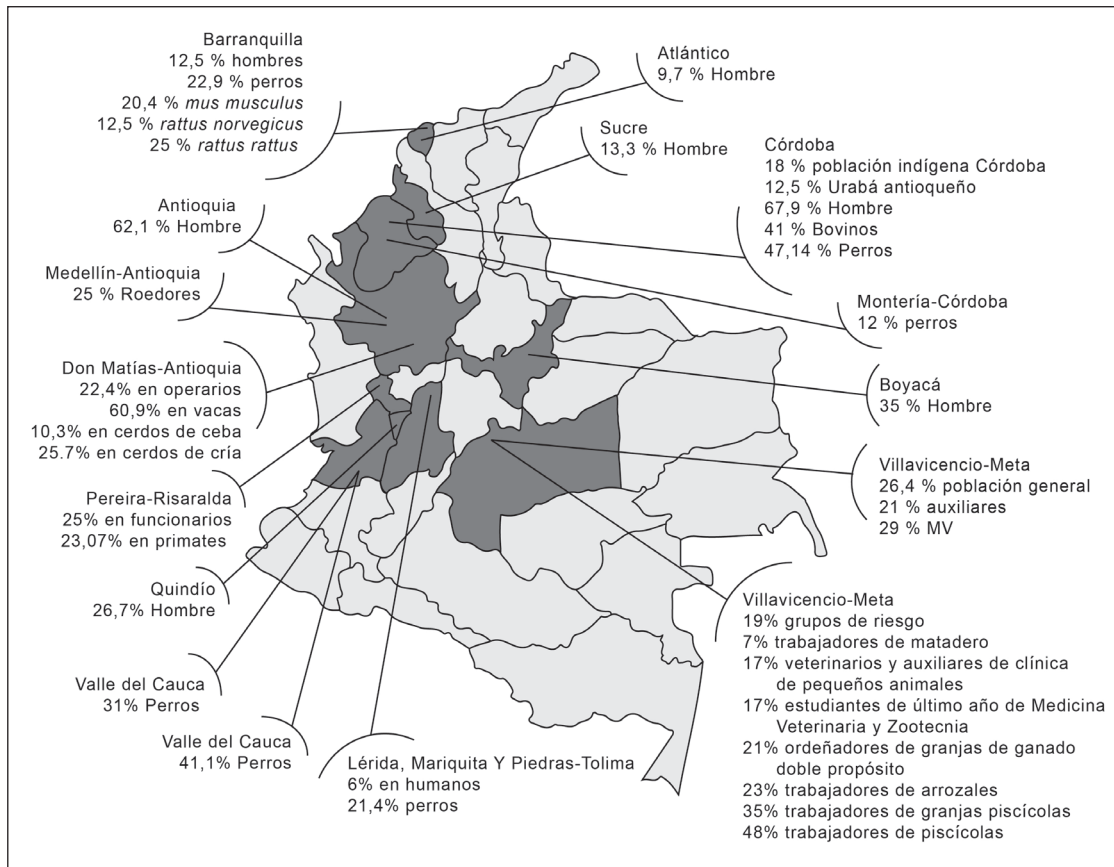 Barranquilla
12,5 % hombres
22,9 % perros
20,4 % mus musculus
12,5 % rattus norvegicus
25 % rattus rattus
Atlántico
9,7 % Hombre
Sucre
13,3 % Hombre
Córdoba
18 % población indígena Córdoba
12,5 % Urabá antioqueño
67,9 % Hombre
41 % Bovinos
47,14 % Perros
Antioquia
62,1 % Hombre
Medellín-Antioquia
25 % Roedores
Montería-Córdoba
12 % perros
Don Matías-Antioquia
22,4% en operarios
60,9% en vacas
10,3% en cerdos de ceba
25.7% en cerdos de cría
Boyacá
35 % Hombre
Villavicencio-Meta
26,4 % población general
21 % auxiliares
29 % MV
Pereira-Risaralda
25% en funcionarios
23,07% en primates
Quindío
26,7% Hombre
Villavicencio-Meta
19% grupos de riesgo
7% trabajadores de matadero
17% veterinarios y auxiliares de clínica
de pequeños animales
17% estudiantes de último año de Medicina
Veterinaria y Zootecnia
21% ordeñadores de granjas de ganado
doble propósito
23% trabajadores de arrozales
35% trabajadores de granjas piscícolas
48% trabajadores de piscícolas
Valle del Cauca
31% Perros
Valle del Cauca
41,1% Perros
Lérida, Mariquita Y Piedras-Tolima
6% en humanos
21,4% perros